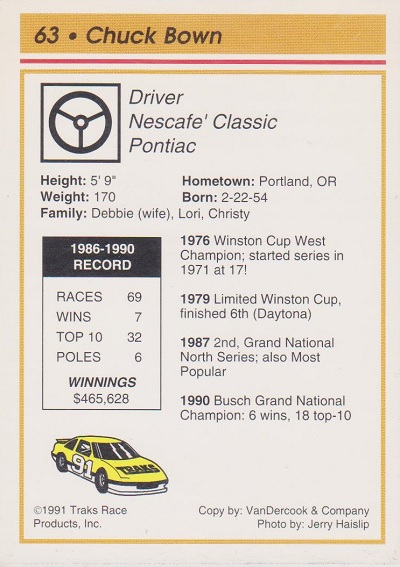 63 • Chuck Bown
Driver
Nescafe' Classic
Pontiac
Height: 5' 9"
Hometown: Portland, OR
Weight: 170
Born: 2-22-54
Family: Debbie (wife), Lori, Christy
1986-1990
RECORD
RACES 69
WINS 7
TOP 10 32
POLES 6
WINNINGS
$465,628
1976 Winston Cup West
Champion; started series in
1971 at 17!
1979 Limited Winston Cup,
finished 6th (Daytona)
1987 2nd, Grand National
North Series; also Most
Popular
1990 Busch Grand National
Champion: 6 wins, 18 top-10
91
TRAKS
©1991 Traks Race
Products, Inc.
Copy by: VanDercook & Company
Photo by: Jerry Haislip